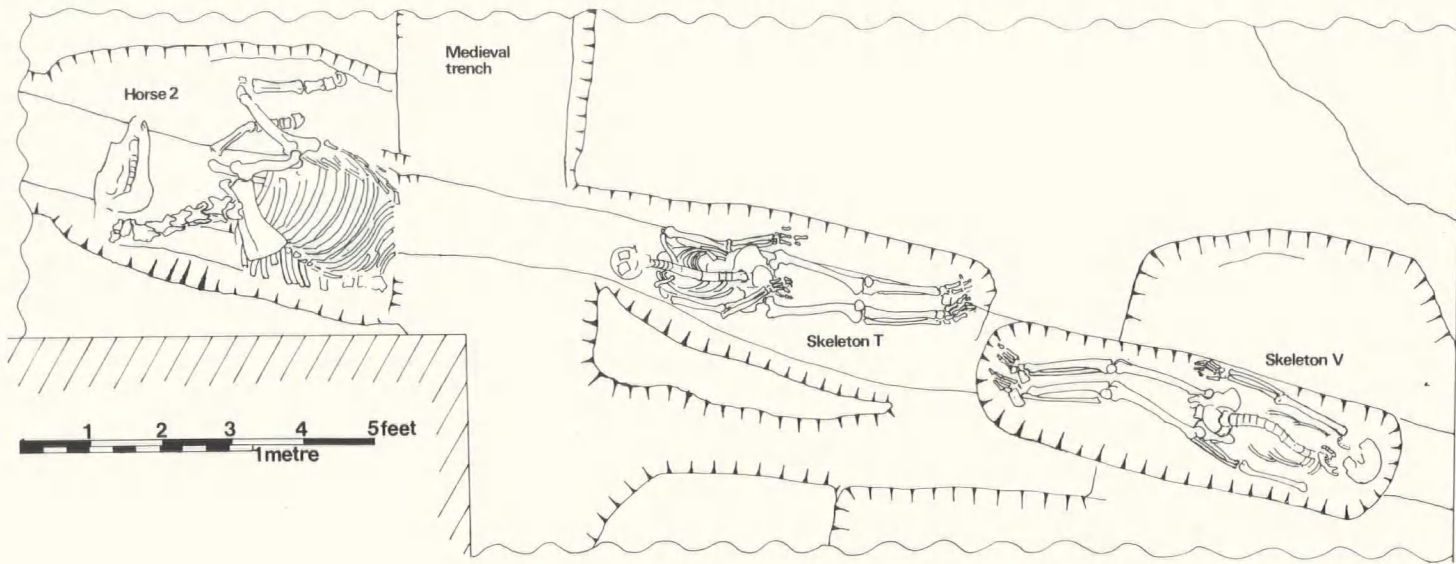 Medieval
trench
Horse 2
Skeleton T
Skeleton V
1 2 3 4 5 feet
1 metre